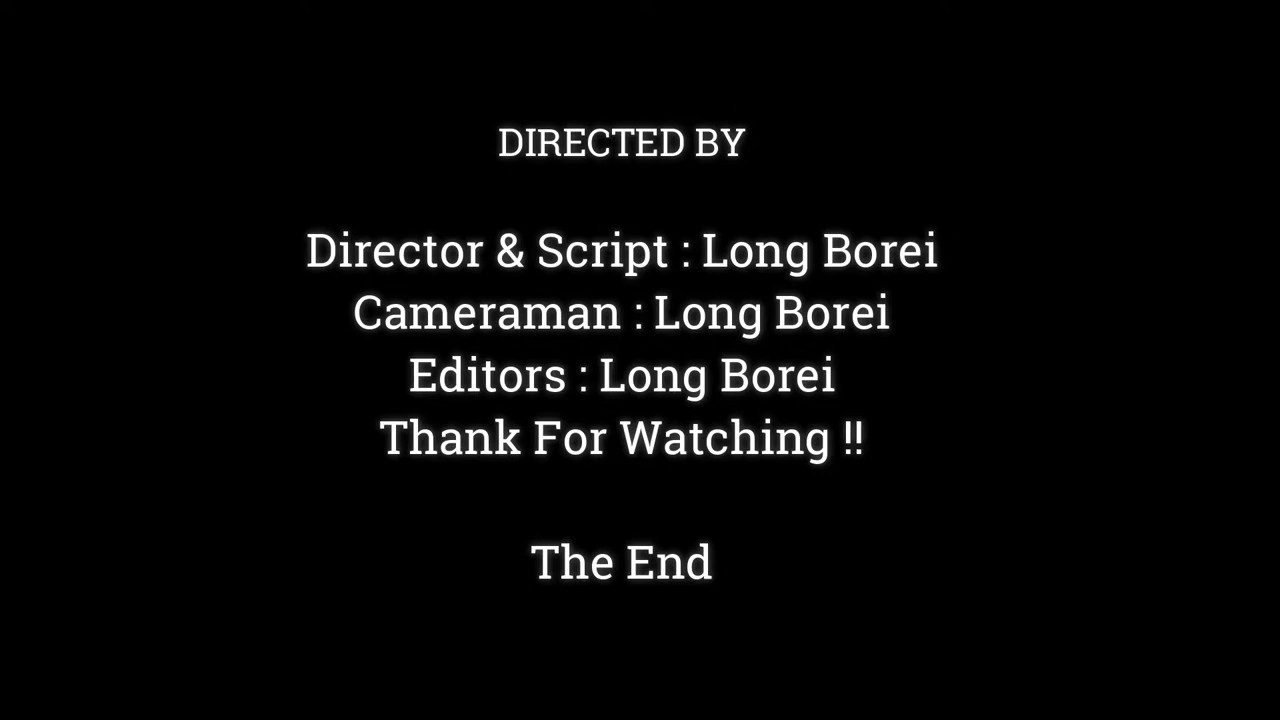 DIRECTED BY
Director & Script : Long Borei
Cameraman : Long Borei
Editors : Long Borei
Thank For Watching !!
The End